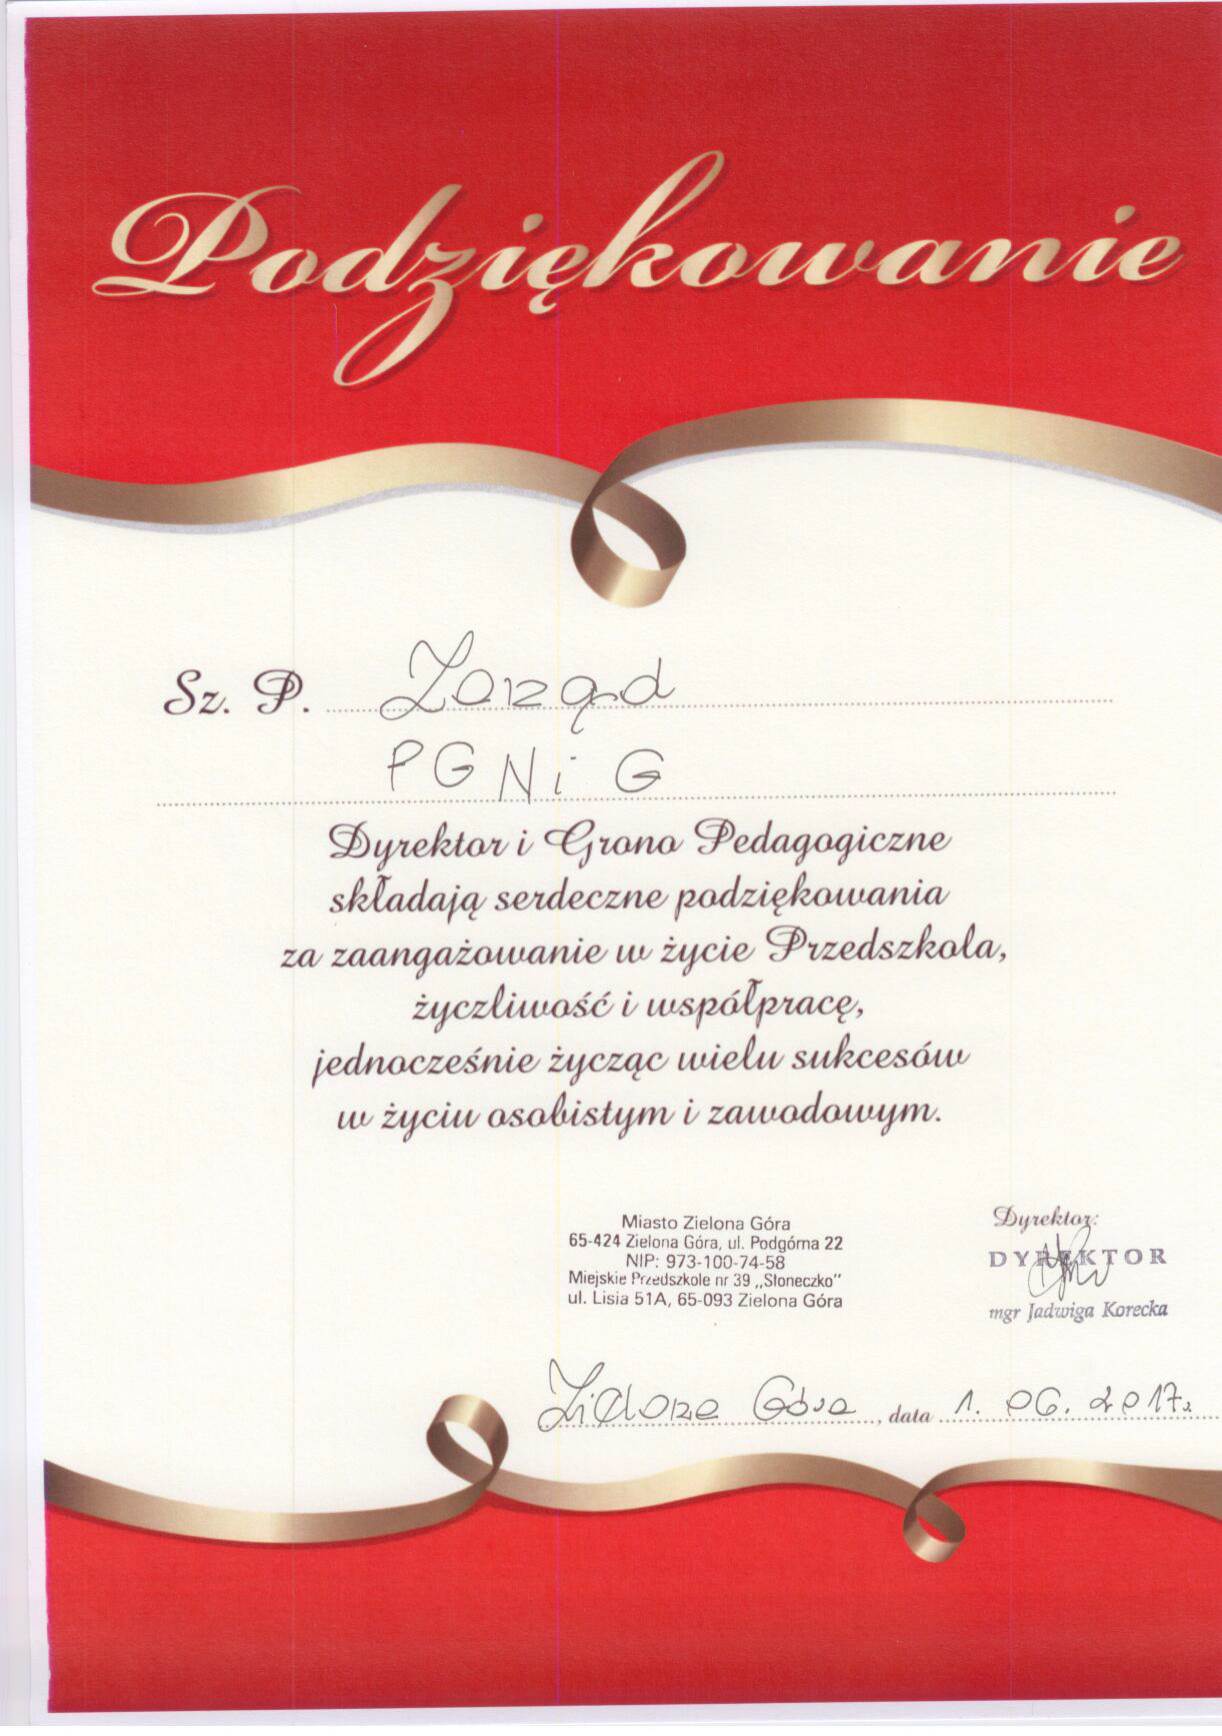 Podziękowanie
Sz. P. Zarząd
PGNiG
Dyrektor i Grono Pedagogiczne
składają serdeczne podziękowania
za zaangażowanie w życie Przedszkola,
życzliwość i współpracę,
jednocześnie życząc wielu sukcesów
w życiu osobistym i zawodowym.
Miasto Zielona Góra
65-424 Zielona Góra, ul. Podgórna 22
NIP: 973-100-74-58
Miejskie Przedszkole nr 39 „Słoneczko"
ul. Lisia 51A, 65-093 Zielona Góra
Dyrektor:
DYREKTOR
mgr Jadwiga Korecka
Zielona Góra, data 1. 06. 2017r.